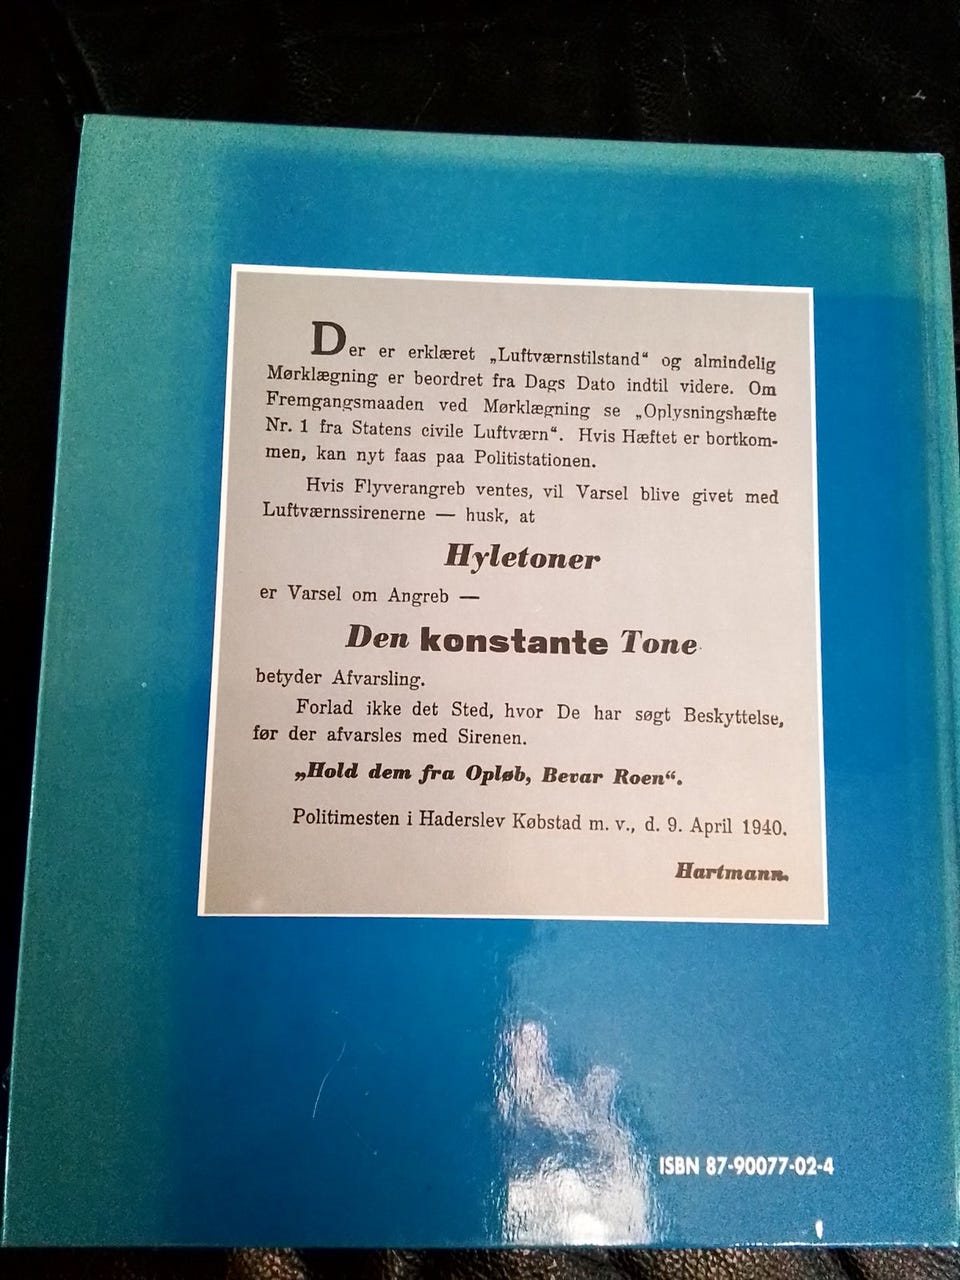 Der er erklæret „Luftværnstilstand“ og almindelig
Mørklægning er beordret fra Dags Dato indtil videre. Om
Fremgangsmaaden ved Mørklægning se „Oplysningshæfte
Nr. 1 fra Statens civile Luftværn“. Hvis Hæftet er bortkom-
men, kan nyt faas paa Politistationen.
Hvis Flyverangreb ventes, vil Varsel blive givet med
Luftværnssirenerne — husk, at
Hyletoner
er Varsel om Angreb —
Den konstante Tone
betyder Afvarsling.
Forlad ikke det Sted, hvor De har søgt Beskyttelse,
før der afvarsles med Sirenen.
„Hold dem fra Opløb, Bevar Roen“.
Politimesten i Haderslev Købstad m. v., d. 9. April 1940.
Hartmann.
ISBN 87-90077-02-4